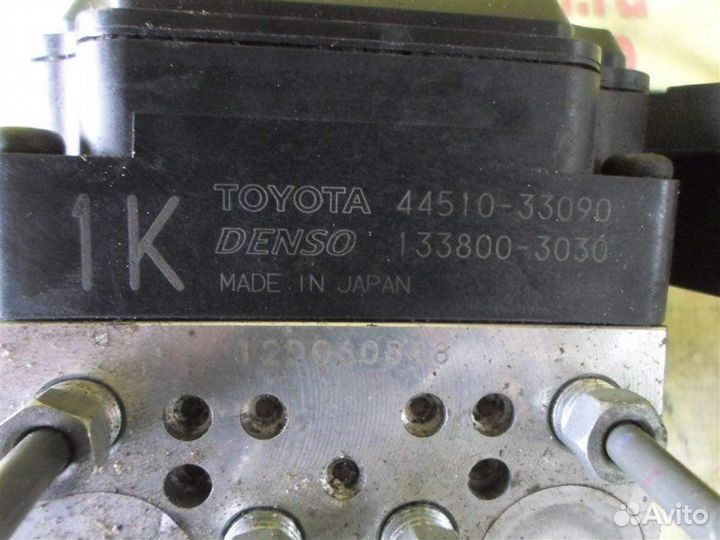 1K
TOYOTA 44510-33090
DENSO 133800-3030
MADE IN JAPAN
Avito